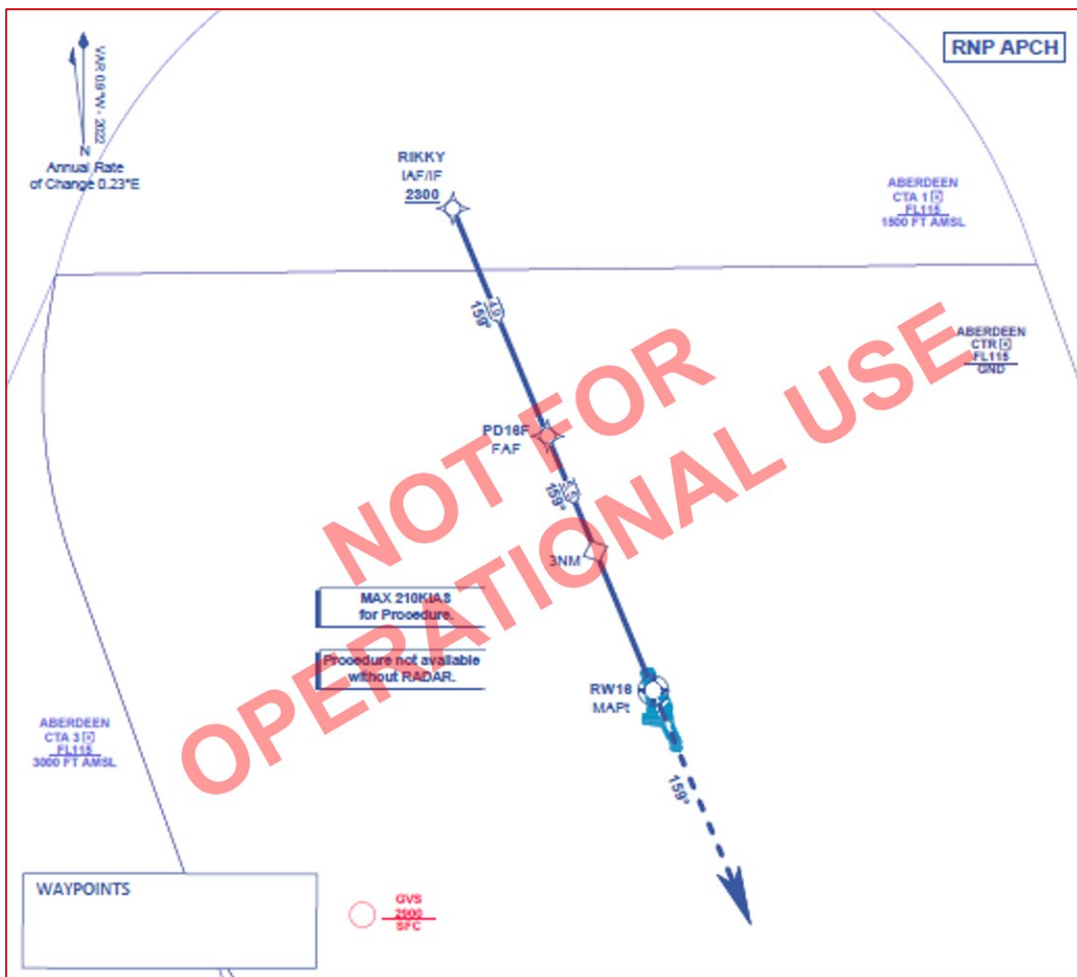 RNP APCH
VAR 0.9°W - 2022
N
Annual Rate
of Change 0.23°E
RIKKY
IAF/IF
2300
ABERDEEN
CTA 1 D
FL115
1500 FT AMSL
159°
ABERDEEN
CTR D
FL115
GND
PD16F
FAF
159°
3NM
MAX 210KIAS
for Procedure.
Procedure not available
without RADAR.
RW16
MAPt
ABERDEEN
CTA 3 D
FL115
3000 FT AMSL
159°
WAYPOINTS
GVS
2900
SFC
NOT FOR
OPERATIONAL USE